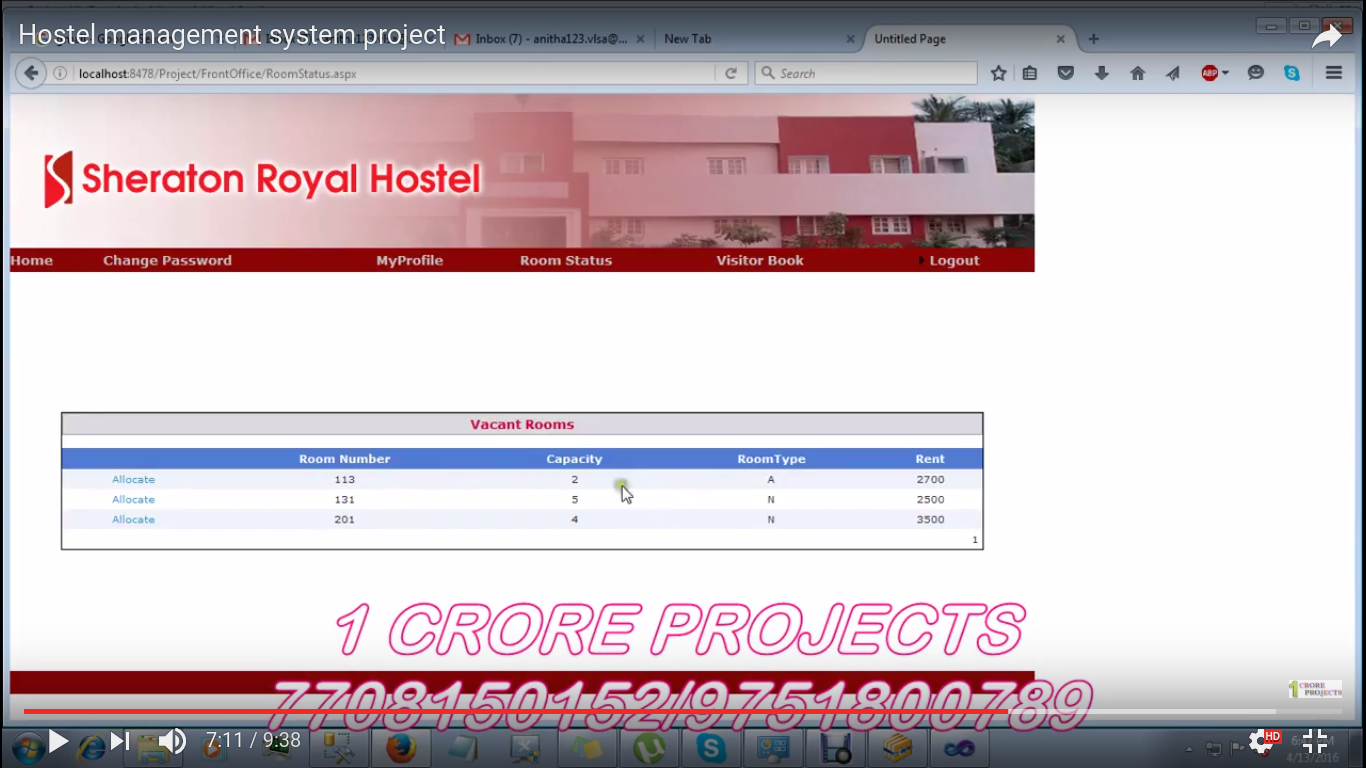 Hostel management system project
Inbox (7) - anitha123.vlsa@... New Tab Untitled Page
localhost:8478/Project/FrontOffice/RoomStatus.aspx Search
ABP
Sheraton Royal Hostel
Home Change Password MyProfile Room Status Visitor Book Logout
Vacant Rooms
Room Number Capacity RoomType Rent
Allocate 113 2 A 2700
Allocate 131 5 N 2500
Allocate 201 4 N 3500
1
1 CRORE PROJECTS
7708150152/9751800789
1 CRORE PROJECTS
7:11 / 9:38
HD
4/13/2016